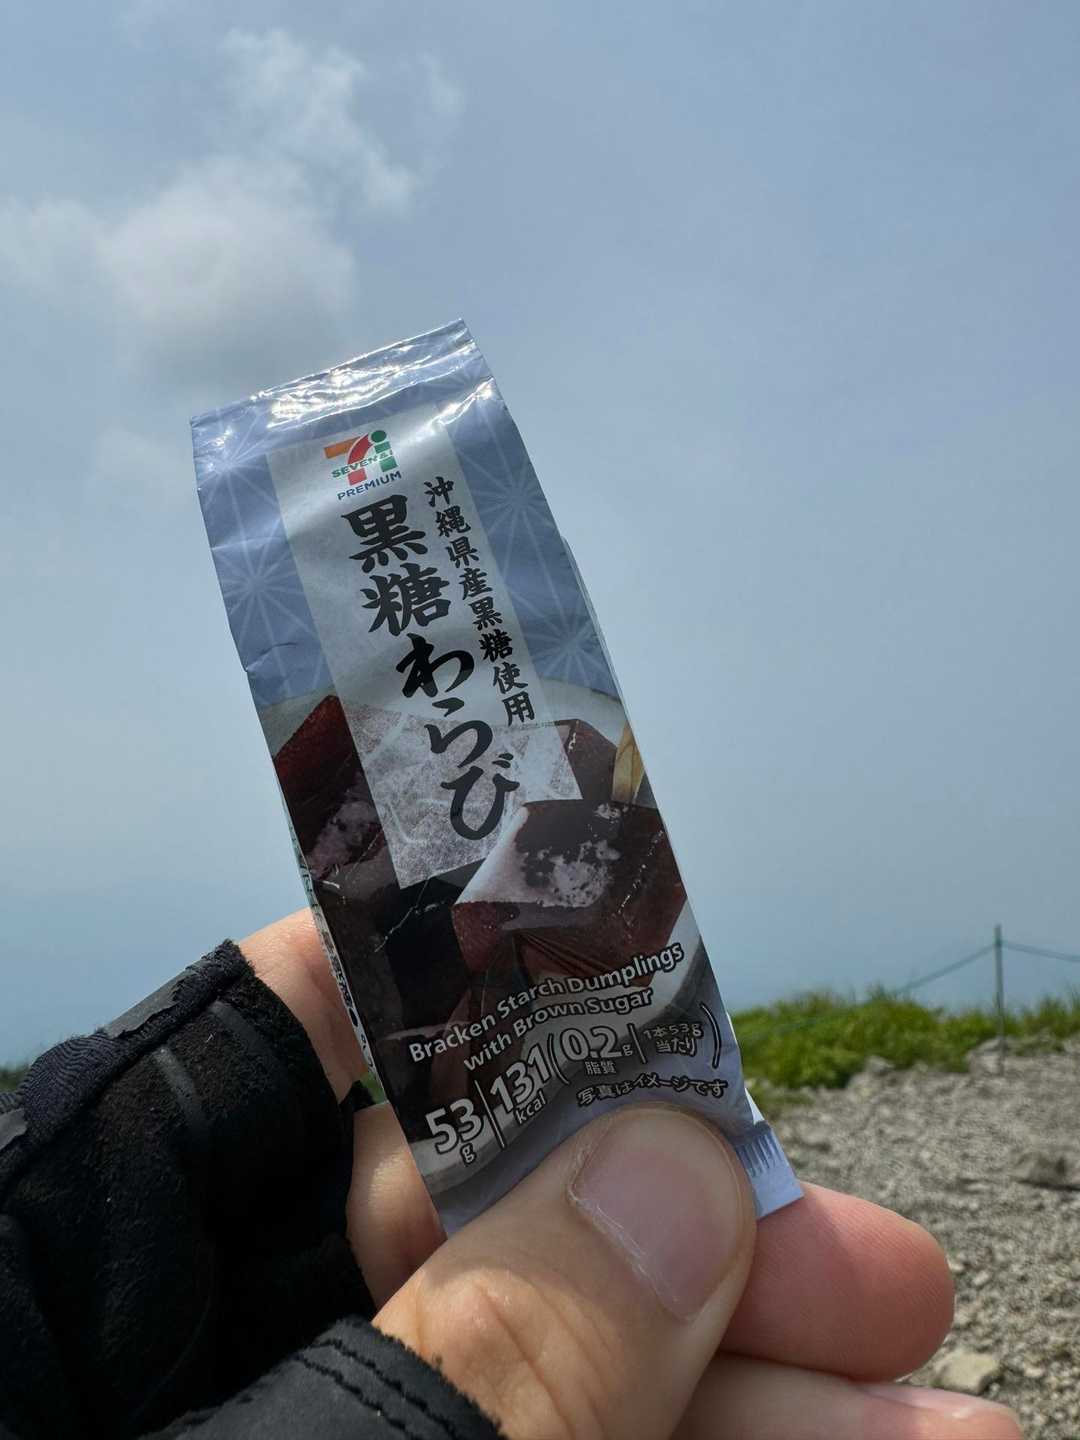 SEVEN&i
PREMIUM
沖縄県産黒糖使用
黒糖わらび
Bracken Starch Dumplings
with Brown Sugar
53g
131kcal
(0.2g 脂質 1本53g当たり)
写真はイメージです